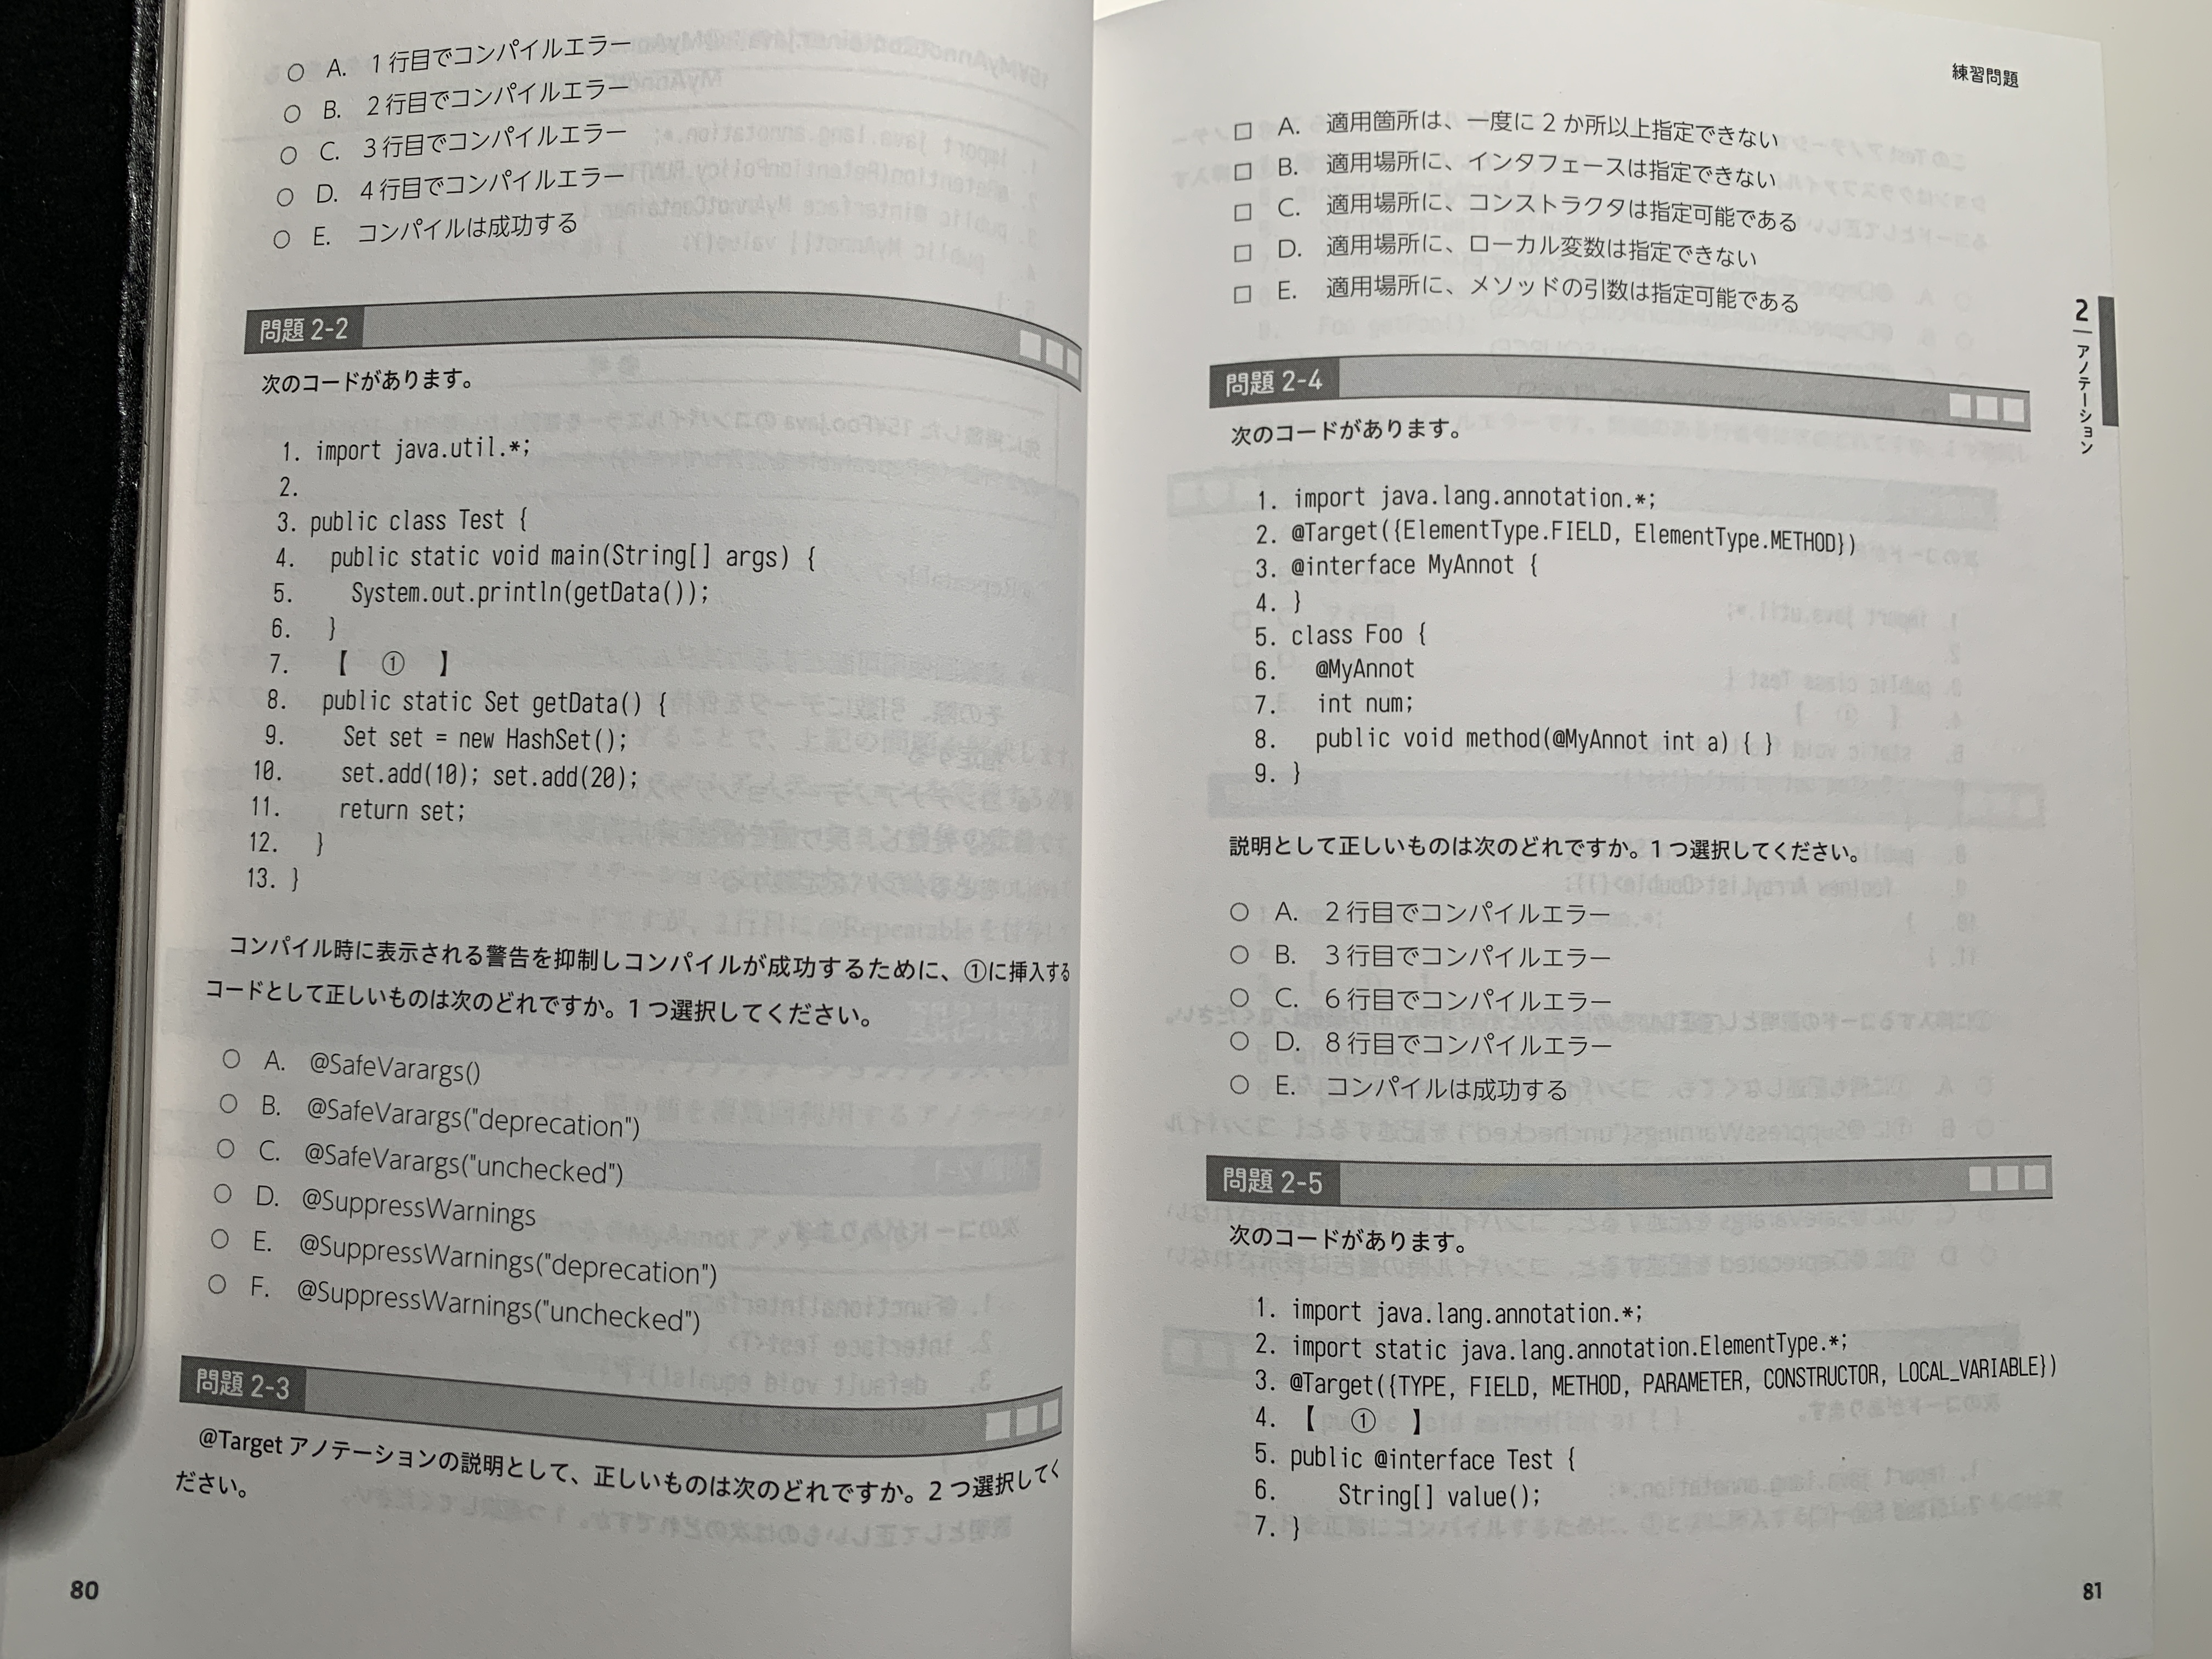 ○ A. 1行目でコンパイルエラー
○ B. 2行目でコンパイルエラー
○ C. 3行目でコンパイルエラー
○ D. 4行目でコンパイルエラー
○ E. コンパイルは成功する
問題 2-2
次のコードがあります。
1. import java.util.*;
2.
3. public class Test {
4. public static void main(String[] args) {
5. System.out.println(getData());
6. }
7. 【 ① 】
8. public static Set getData() {
9. Set set = new HashSet();
10. set.add(10); set.add(20);
11. return set;
12. }
13. }
コンパイル時に表示される警告を抑制しコンパイルが成功するために、①に挿入する
コードとして正しいものは次のどれですか。1つ選択してください。
○ A. @SafeVarargs()
○ B. @SafeVarargs("deprecation")
○ C. @SafeVarargs("unchecked")
○ D. @SuppressWarnings
○ E. @SuppressWarnings("deprecation")
○ F. @SuppressWarnings("unchecked")
問題 2-3
@Target アノテーションの説明として、正しいものは次のどれですか。2つ選択してく
ださい。
80
練習問題
□ A. 適用箇所は、一度に2か所以上指定できない
□ B. 適用場所に、インタフェースは指定できない
□ C. 適用場所に、コンストラクタは指定可能である
□ D. 適用場所に、ローカル変数は指定できない
□ E. 適用場所に、メソッドの引数は指定可能である
2 アノテーション
問題 2-4
次のコードがあります。
1. import java.lang.annotation.*;
2. @Target({ElementType.FIELD, ElementType.METHOD})
3. @interface MyAnnot {
4. }
5. class Foo {
6. @MyAnnot
7. int num;
8. public void method(@MyAnnot int a) { }
9. }
説明として正しいものは次のどれですか。1つ選択してください。
○ A. 2行目でコンパイルエラー
○ B. 3行目でコンパイルエラー
○ C. 6行目でコンパイルエラー
○ D. 8行目でコンパイルエラー
○ E. コンパイルは成功する
問題 2-5
次のコードがあります。
1. import java.lang.annotation.*;
2. import static java.lang.annotation.ElementType.*;
3. @Target({TYPE, FIELD, METHOD, PARAMETER, CONSTRUCTOR, LOCAL_VARIABLE})
4. 【 ① 】
5. public @interface Test {
6. String[] value();
7. }
81